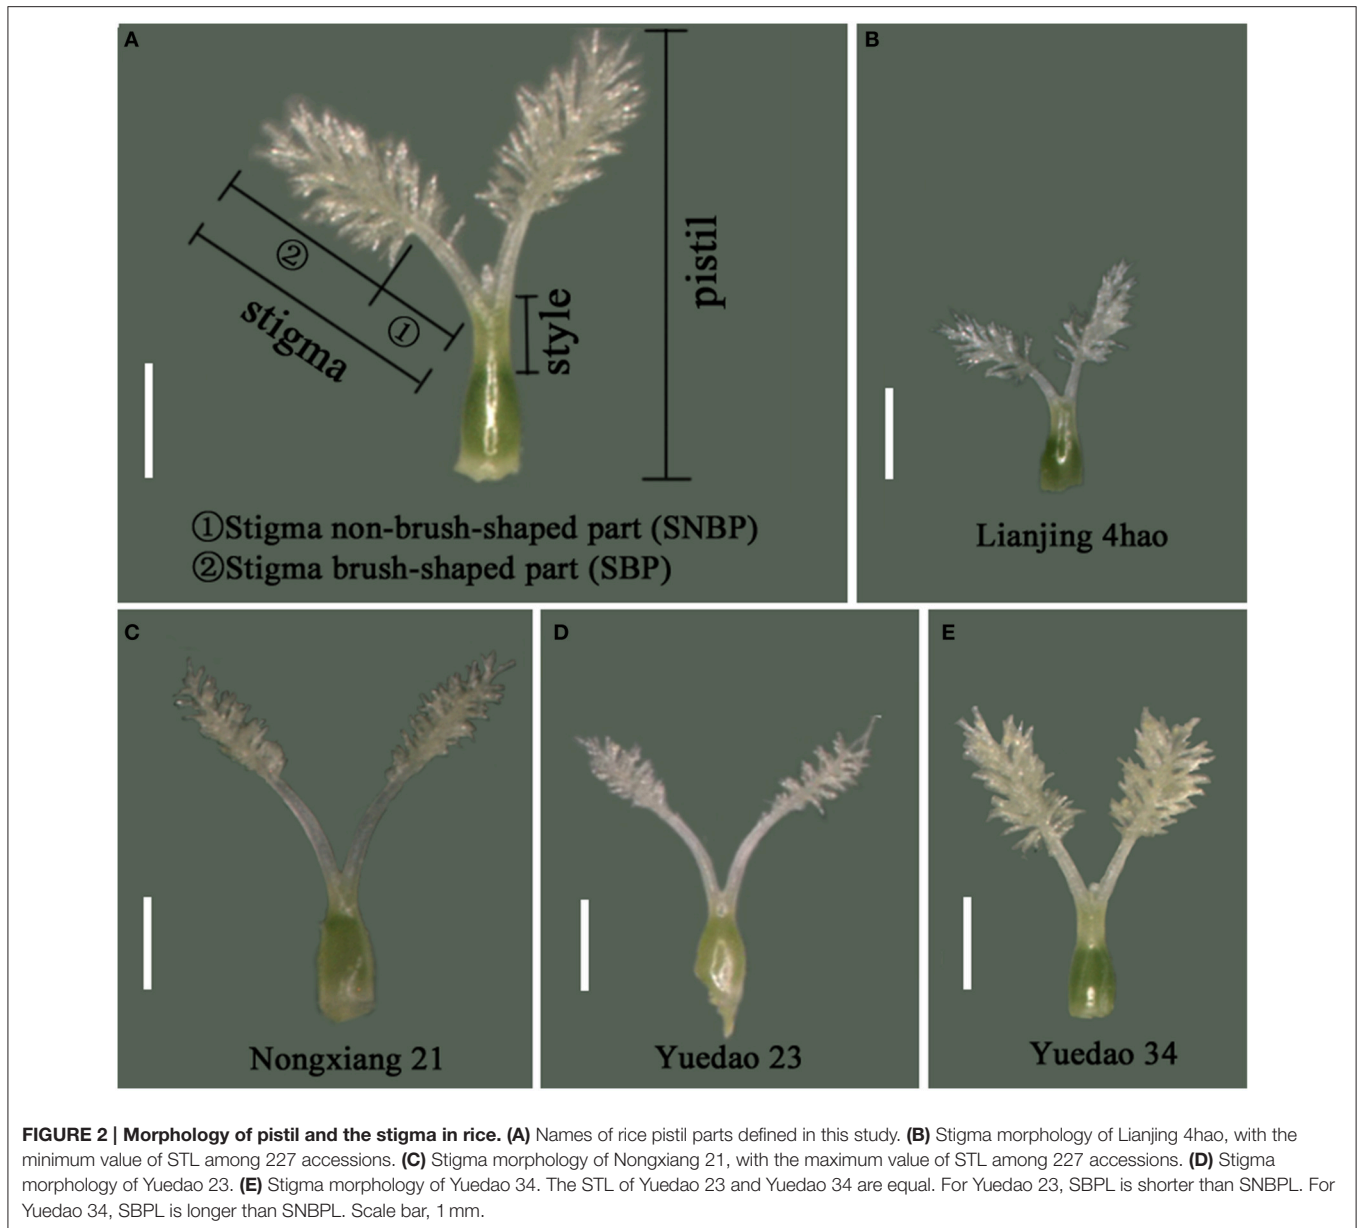 A
B
②
①
stigma
style
pistil
①Stigma non-brush-shaped part (SNBP)
②Stigma brush-shaped part (SBP)
Lianjing 4hao
C
D
E
Nongxiang 21
Yuedao 23
Yuedao 34
FIGURE 2 | Morphology of pistil and the stigma in rice. (A) Names of rice pistil parts defined in this study. (B) Stigma morphology of Lianjing 4hao, with the
minimum value of STL among 227 accessions. (C) Stigma morphology of Nongxiang 21, with the maximum value of STL among 227 accessions. (D) Stigma
morphology of Yuedao 23. (E) Stigma morphology of Yuedao 34. The STL of Yuedao 23 and Yuedao 34 are equal. For Yuedao 23, SBPL is shorter than SNBPL. For
Yuedao 34, SBPL is longer than SNBPL. Scale bar, 1 mm.